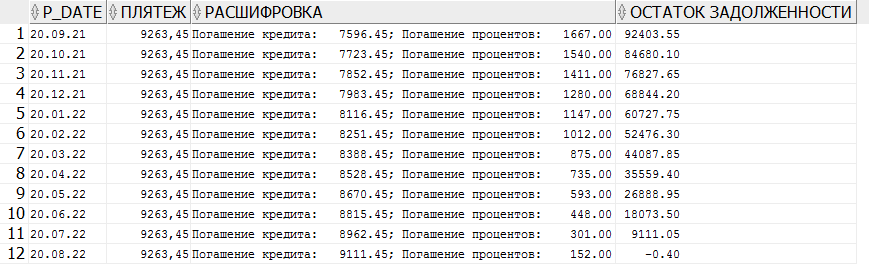 P_DATE ПЛЯТЕЖ РАСШИФРОВКА ОСТАТОК ЗАДОЛЖЕННОСТИ
1 20.09.21 9263,45 Погашение кредита: 7596.45; Погашение процентов: 1667.00 92403.55
2 20.10.21 9263,45 Погашение кредита: 7723.45; Погашение процентов: 1540.00 84680.10
3 20.11.21 9263,45 Погашение кредита: 7852.45; Погашение процентов: 1411.00 76827.65
4 20.12.21 9263,45 Погашение кредита: 7983.45; Погашение процентов: 1280.00 68844.20
5 20.01.22 9263,45 Погашение кредита: 8116.45; Погашение процентов: 1147.00 60727.75
6 20.02.22 9263,45 Погашение кредита: 8251.45; Погашение процентов: 1012.00 52476.30
7 20.03.22 9263,45 Погашение кредита: 8388.45; Погашение процентов: 875.00 44087.85
8 20.04.22 9263,45 Погашение кредита: 8528.45; Погашение процентов: 735.00 35559.40
9 20.05.22 9263,45 Погашение кредита: 8670.45; Погашение процентов: 593.00 26888.95
10 20.06.22 9263,45 Погашение кредита: 8815.45; Погашение процентов: 448.00 18073.50
11 20.07.22 9263,45 Погашение кредита: 8962.45; Погашение процентов: 301.00 9111.05
12 20.08.22 9263,45 Погашение кредита: 9111.45; Погашение процентов: 152.00 -0.40